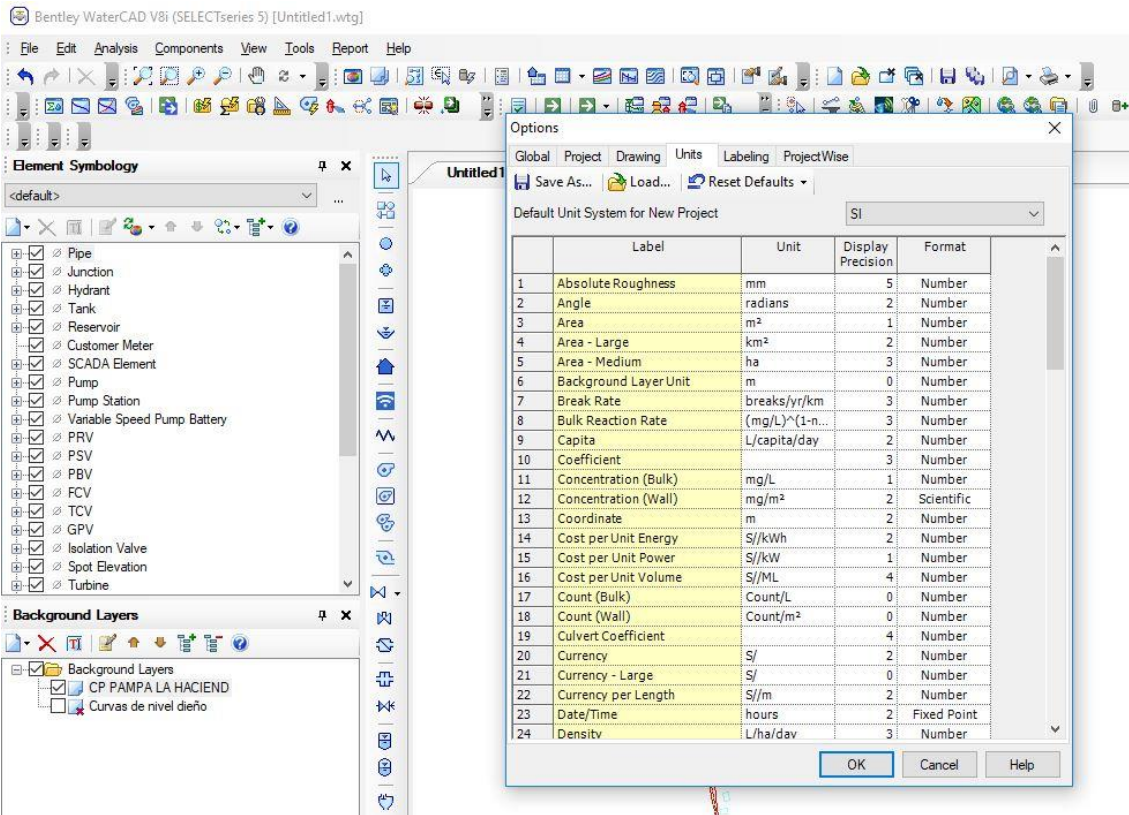 Bentley WaterCAD V8i (SELECTseries 5) [Untitled1.wtg]
File Edit Analysis Components View Tools Report Help
Element Symbology
<default>
Pipe
Junction
Hydrant
Tank
Reservoir
Customer Meter
SCADA Element
Pump
Pump Station
Variable Speed Pump Battery
PRV
PSV
PBV
FCV
TCV
GPV
Isolation Valve
Spot Elevation
Turbine
Background Layers
Background Layers
CP PAMPA LA HACIEND
Curvas de nivel dieño
Untitled1
Options
Global Project Drawing Units Labeling ProjectWise
Save As... Load... Reset Defaults
Default Unit System for New Project SI
Label Unit Display Precision Format
1 Absolute Roughness mm 5 Number
2 Angle radians 2 Number
3 Area m² 1 Number
4 Area - Large km² 2 Number
5 Area - Medium ha 3 Number
6 Background Layer Unit m 0 Number
7 Break Rate breaks/yr/km 3 Number
8 Bulk Reaction Rate (mg/L)^(1-n... 3 Number
9 Capita L/capita/day 2 Number
10 Coefficient 3 Number
11 Concentration (Bulk) mg/L 1 Number
12 Concentration (Wall) mg/m² 2 Scientific
13 Coordinate m 2 Number
14 Cost per Unit Energy S//kWh 2 Number
15 Cost per Unit Power S//kW 1 Number
16 Cost per Unit Volume S//ML 4 Number
17 Count (Bulk) Count/L 0 Number
18 Count (Wall) Count/m² 0 Number
19 Culvert Coefficient 4 Number
20 Currency S/ 2 Number
21 Currency - Large S/ 0 Number
22 Currency per Length S//m 2 Number
23 Date/Time hours 2 Fixed Point
24 Density L/ha/day 3 Number
OK Cancel Help